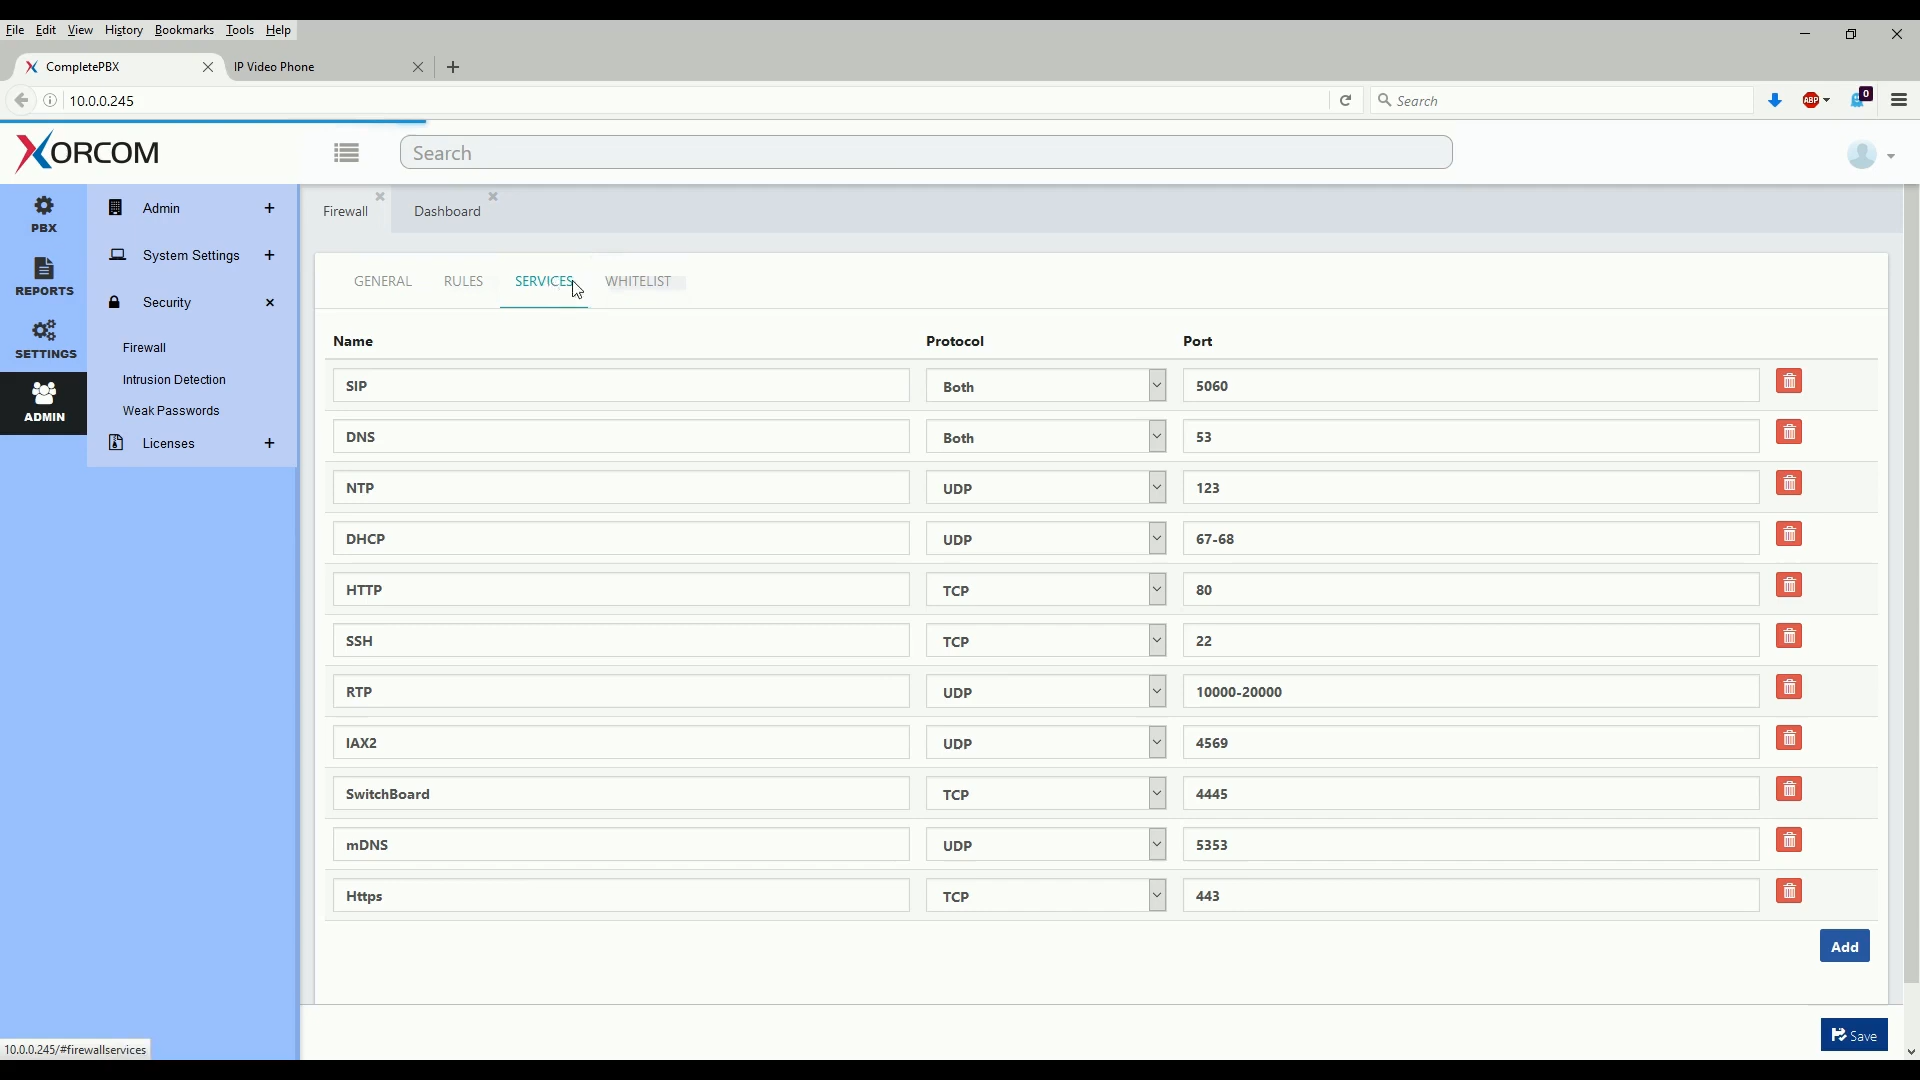 File Edit View History Bookmarks Tools Help
CompletePBX IP Video Phone
10.0.0.245 Search ABP 0
XORCOM Search
PBX
REPORTS
SETTINGS
ADMIN
Admin
System Settings
Security
Firewall
Intrusion Detection
Weak Passwords
Licenses
Firewall Dashboard
GENERAL RULES SERVICES WHITELIST
Name Protocol Port
SIP Both 5060
DNS Both 53
NTP UDP 123
DHCP UDP 67-68
HTTP TCP 80
SSH TCP 22
RTP UDP 10000-20000
IAX2 UDP 4569
SwitchBoard TCP 4445
mDNS UDP 5353
Https TCP 443
Add
Save
10.0.0.245/#firewallservices